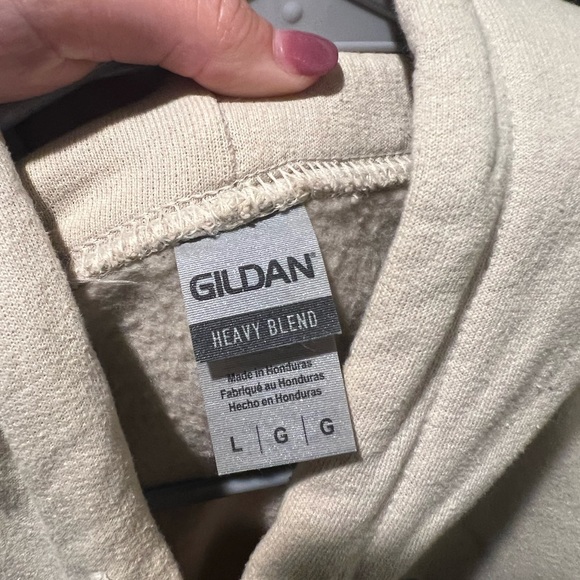 GILDAN
HEAVY BLEND
Made in Honduras
Fabriqué au Honduras
Hecho en Honduras
L | G | G